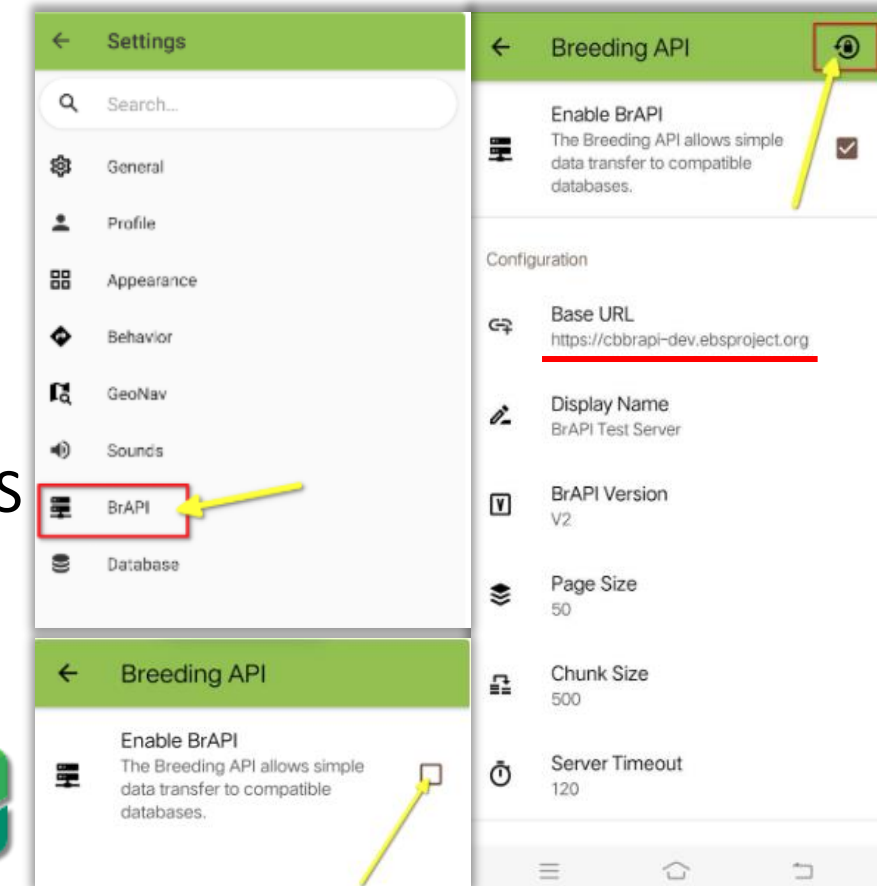 Settings
Search...
General
Profile
Appearance
Behavior
GeoNav
Sounds
BrAPI
Database
S
Breeding API
Enable BrAPI
The Breeding API allows simple
data transfer to compatible
databases.
Breeding API
Enable BrAPI
The Breeding API allows simple
data transfer to compatible
databases.
Configuration
Base URL
https://cbbrapi-dev.ebsproject.org
Display Name
BrAPI Test Server
BrAPI Version
V2
Page Size
50
Chunk Size
500
Server Timeout
120